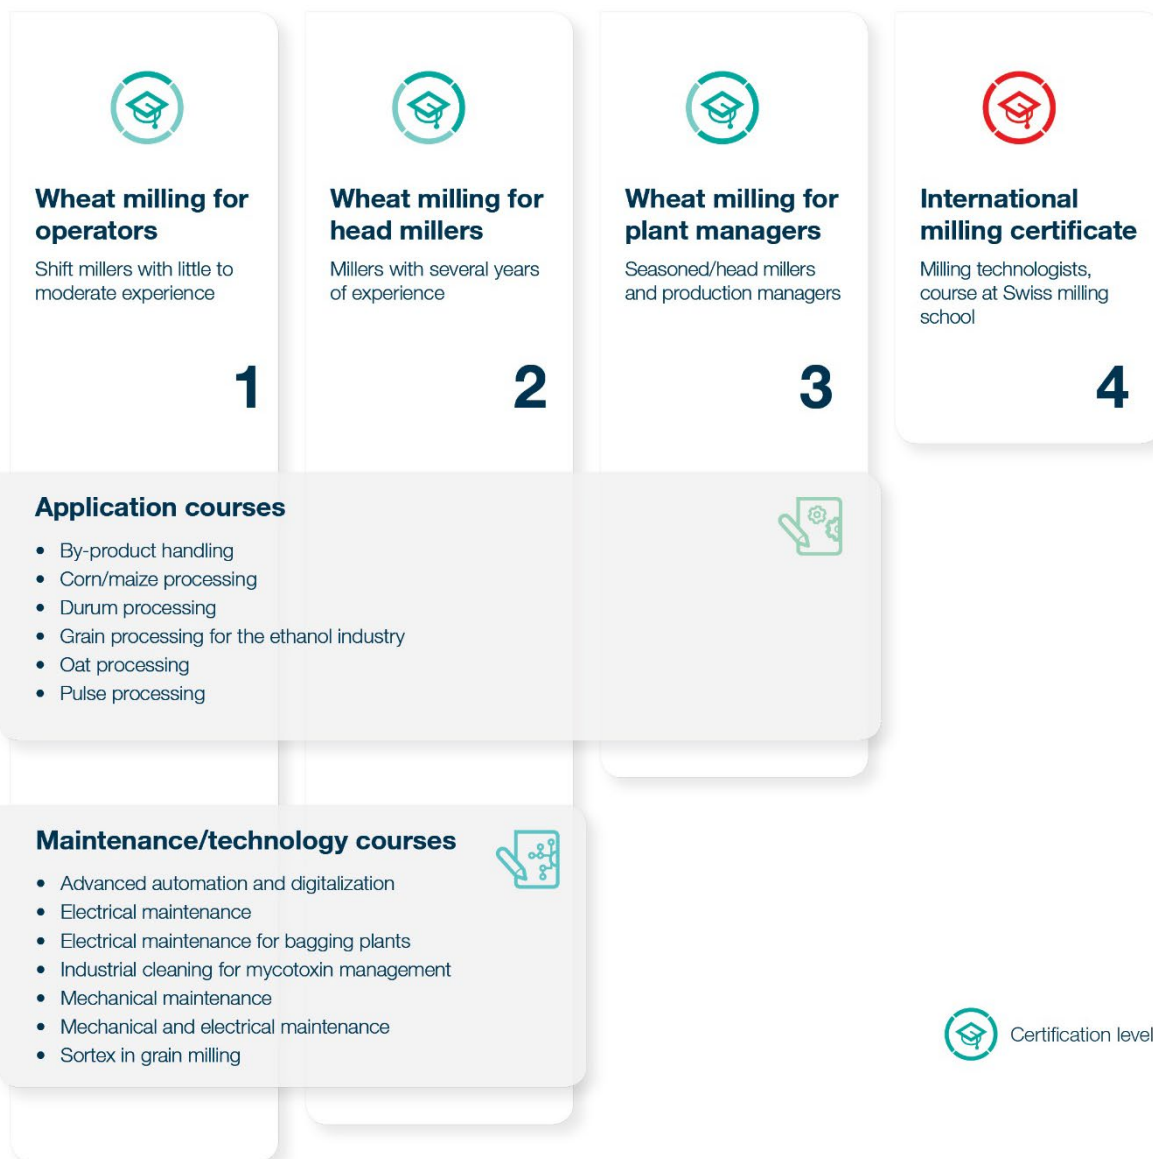 Wheat milling for
operators
Shift millers with little to
moderate experience
1
Wheat milling for
head millers
Millers with several years
of experience
2
Wheat milling for
plant managers
Seasoned/head millers
and production managers
3
International
milling certificate
Milling technologists,
course at Swiss milling
school
4
Application courses
• By-product handling
• Corn/maize processing
• Durum processing
• Grain processing for the ethanol industry
• Oat processing
• Pulse processing
Maintenance/technology courses
• Advanced automation and digitalization
• Electrical maintenance
• Electrical maintenance for bagging plants
• Industrial cleaning for mycotoxin management
• Mechanical maintenance
• Mechanical and electrical maintenance
• Sortex in grain milling
Certification level